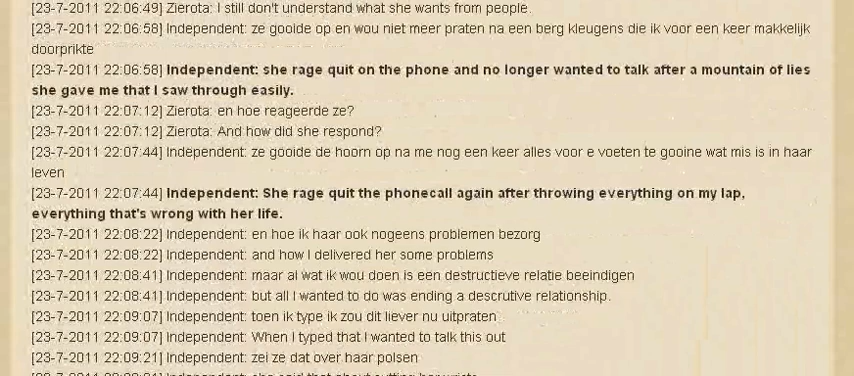 [23-7-2011 22:06:49] Zierota: I still don't understand what she wants from people.
[23-7-2011 22:06:58] Independent: ze gooide op en wou niet meer praten na een berg kleugens die ik voor een keer makkelijk
doorprikte
[23-7-2011 22:06:58] Independent: she rage quit on the phone and no longer wanted to talk after a mountain of lies
she gave me that I saw through easily.
[23-7-2011 22:07:12] Zierota: en hoe reageerde ze?
[23-7-2011 22:07:12] Zierota: And how did she respond?
[23-7-2011 22:07:44] Independent: ze gooide de hoorn op na me nog een keer alles voor e voeten te gooine wat mis is in haar
leven
[23-7-2011 22:07:44] Independent: She rage quit the phonecall again after throwing everything on my lap,
everything that's wrong with her life.
[23-7-2011 22:08:22] Independent: en hoe ik haar ook nogeens problemen bezorg
[23-7-2011 22:08:22] Independent: and how I delivered her some problems
[23-7-2011 22:08:41] Independent: maar al wat ik wou doen is een destructieve relatie beeindigen
[23-7-2011 22:08:41] Independent: but all I wanted to do was ending a descrutive relationship.
[23-7-2011 22:09:07] Independent: toen ik type ik zou dit liever nu uitpraten
[23-7-2011 22:09:07] Independent: When I typed that I wanted to talk this out
[23-7-2011 22:09:21] Independent: zei ze dat over haar polsen